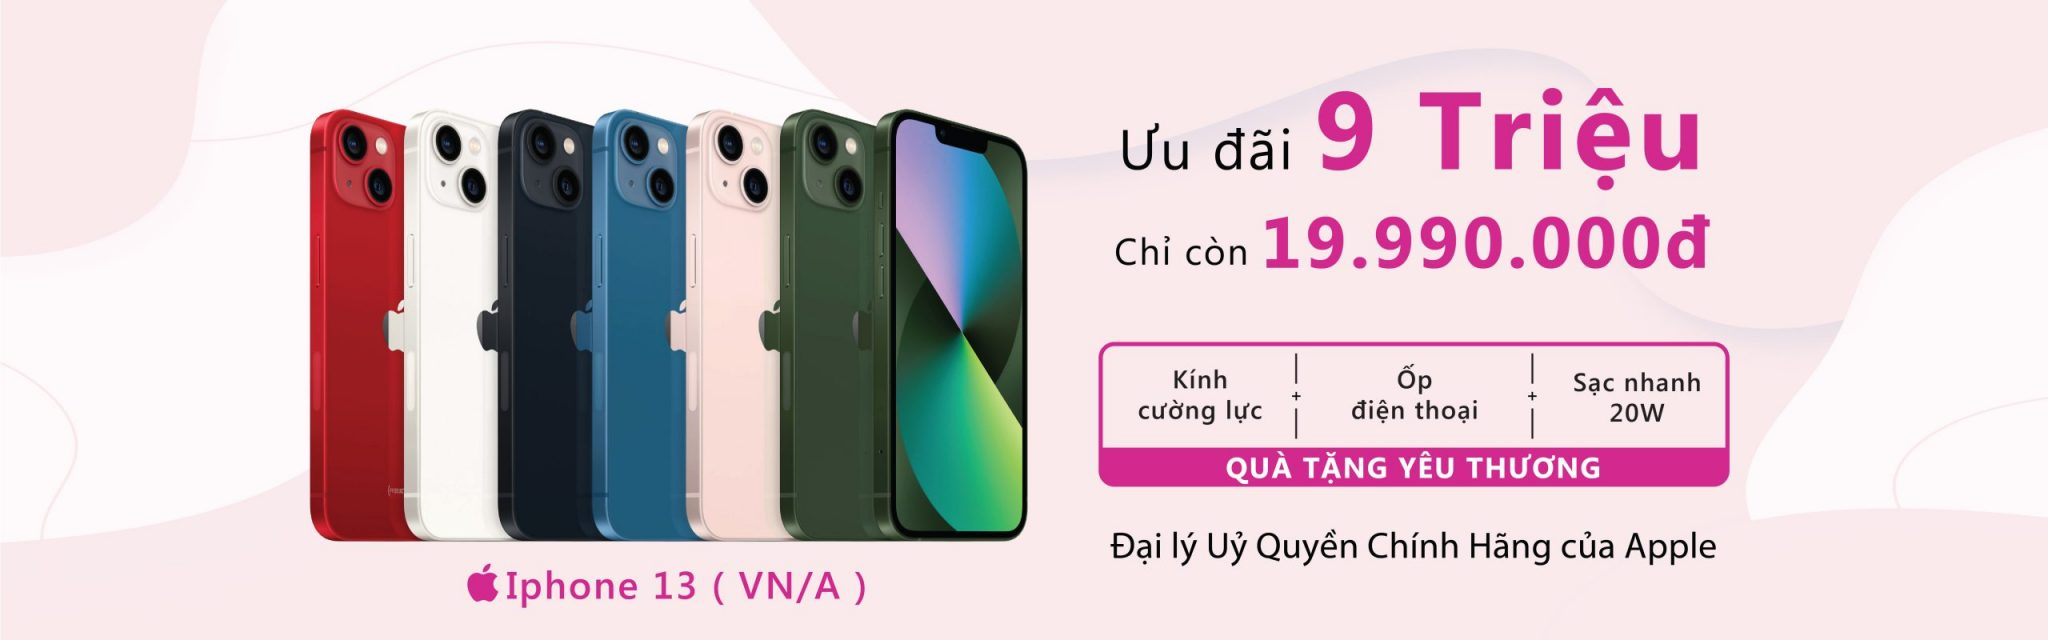 Ưu đãi 9 Triệu
Chỉ còn 19.990.000đ
Kính
cường lực
+
Ốp
điện thoại
+
Sạc nhanh
20W
QUÀ TẶNG YÊU THƯƠNG
Đại lý Uỷ Quyền Chính Hãng của Apple
Iphone 13 ( VN/A )